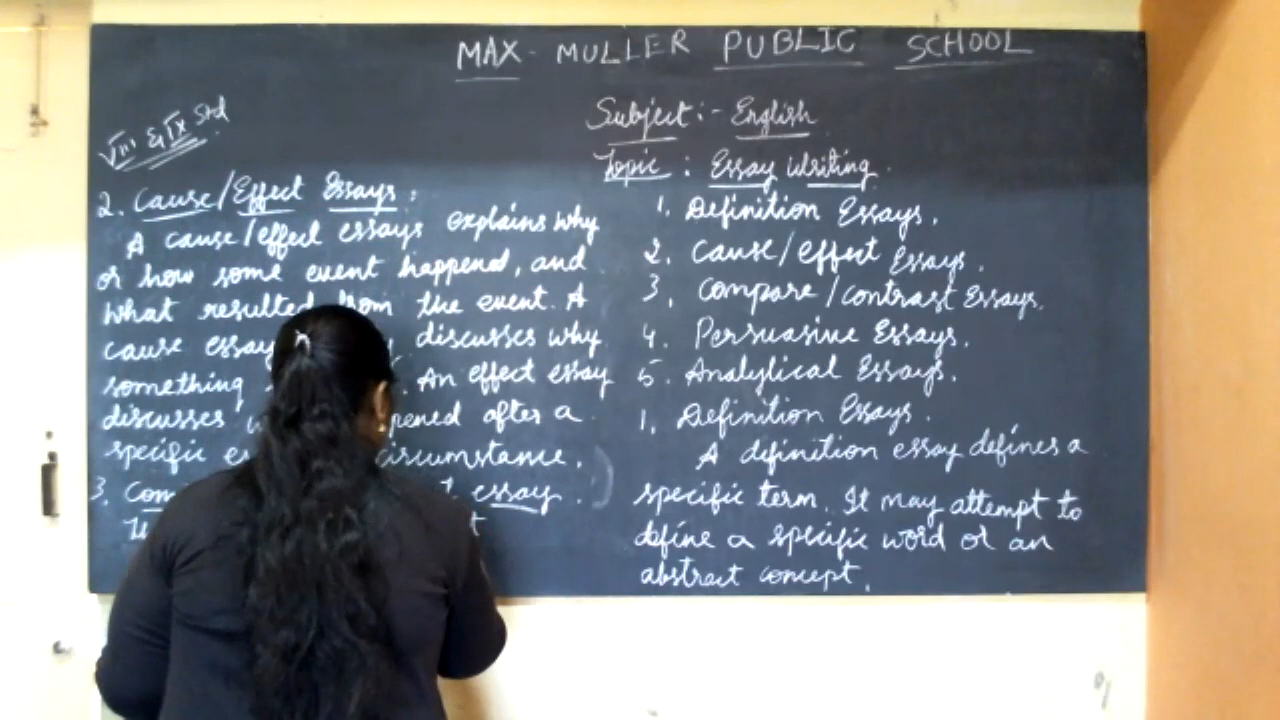 MAX - MULLER PUBLIC SCHOOL
VIII & IX Std
Subject :- English
Topic : Essay Writing.
1. Definition Essays.
2. Cause/effect Essays.
3. Compare/contrast Essays.
4. Persuasive Essays.
5. Analytical Essays.
1. Definition Essays.
A definition essay defines a
specific term. It may attempt to
define a specific word or an
abstract concept.
2. Cause/Effect Essays:
A cause/effect essays explains why
or how some event happened, and
what resulted from the event. A
cause essay discusses why
something . An effect essay
discusses after a
specific circumstance.
3. essay.